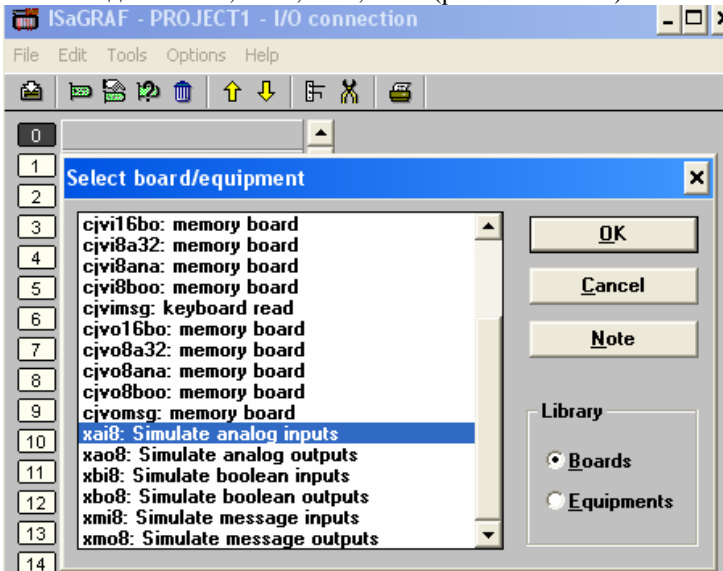 ISaGRAF - PROJECT1 - I/O connection
File Edit Tools Options Help
0
1
2
3
4
5
6
7
8
9
10
11
12
13
14
Select board/equipment
cjvi16bo: memory board
cjvi8a32: memory board
cjvi8ana: memory board
cjvi8boo: memory board
cjvimsg: keyboard read
cjvo16bo: memory board
cjvo8a32: memory board
cjvo8ana: memory board
cjvo8boo: memory board
cjvomsg: memory board
xai8: Simulate analog inputs
xao8: Simulate analog outputs
xbi8: Simulate boolean inputs
xbo8: Simulate boolean outputs
xmi8: Simulate message inputs
xmo8: Simulate message outputs
OK
Cancel
Note
Library
Boards
Equipments